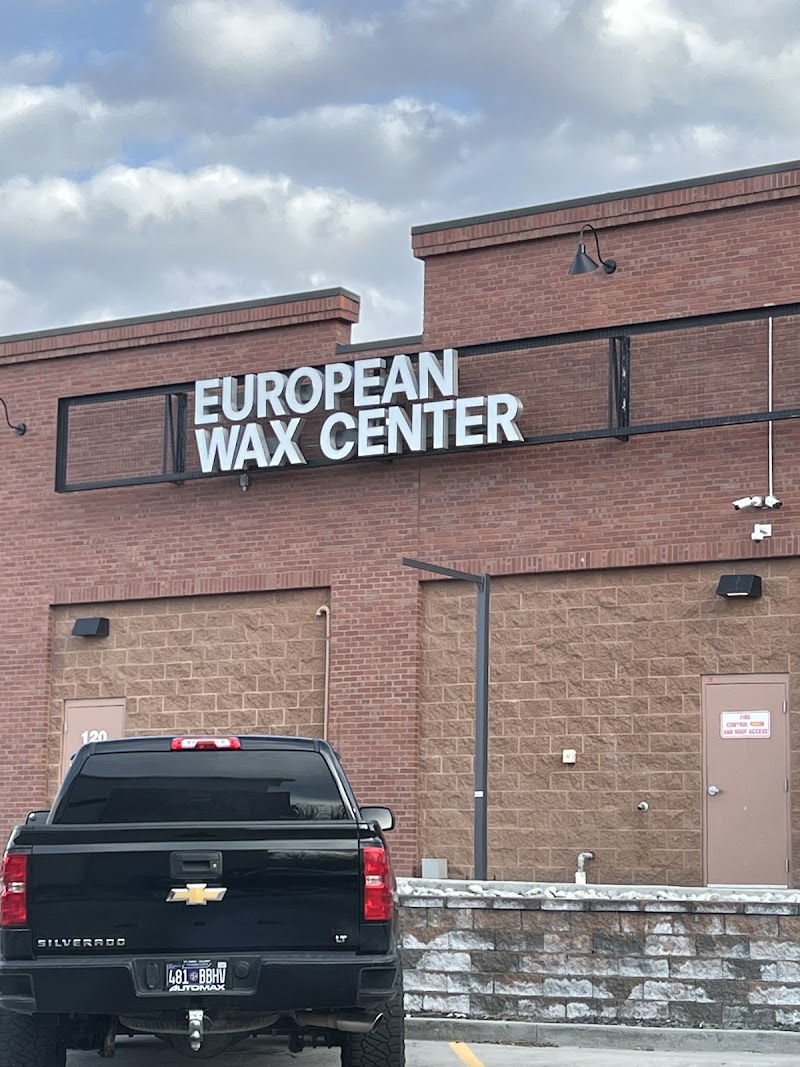 EUROPEAN
WAX CENTER
120
FIRE
CONTROL ROOM
AND ROOF ACCESS
SILVERADO
LT
481 BBHV
AUTOMAX